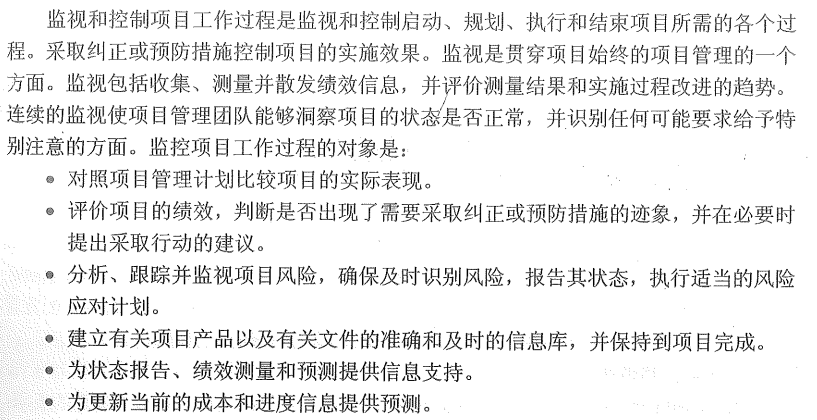 监视和控制项目工作过程是监视和控制启动、规划、执行和结束项目所需的各个过
程。采取纠正或预防措施控制项目的实施效果。监视是贯穿项目始终的项目管理的一个
方面。监视包括收集、测量并散发绩效信息，并评价测量结果和实施过程改进的趋势。
连续的监视使项目管理团队能够洞察项目的状态是否正常，并识别任何可能要求给予特
别注意的方面。监控项目工作过程的对象是：
● 对照项目管理计划比较项目的实际表现。
● 评价项目的绩效，判断是否出现了需要采取纠正或预防措施的迹象，并在必要时
提出采取行动的建议。
● 分析、跟踪并监视项目风险，确保及时识别风险，报告其状态，执行适当的风险
应对计划。
● 建立有关项目产品以及有关文件的准确和及时的信息库，并保持到项目完成。
● 为状态报告、绩效测量和预测提供信息支持。
● 为更新当前的成本和进度信息提供预测。